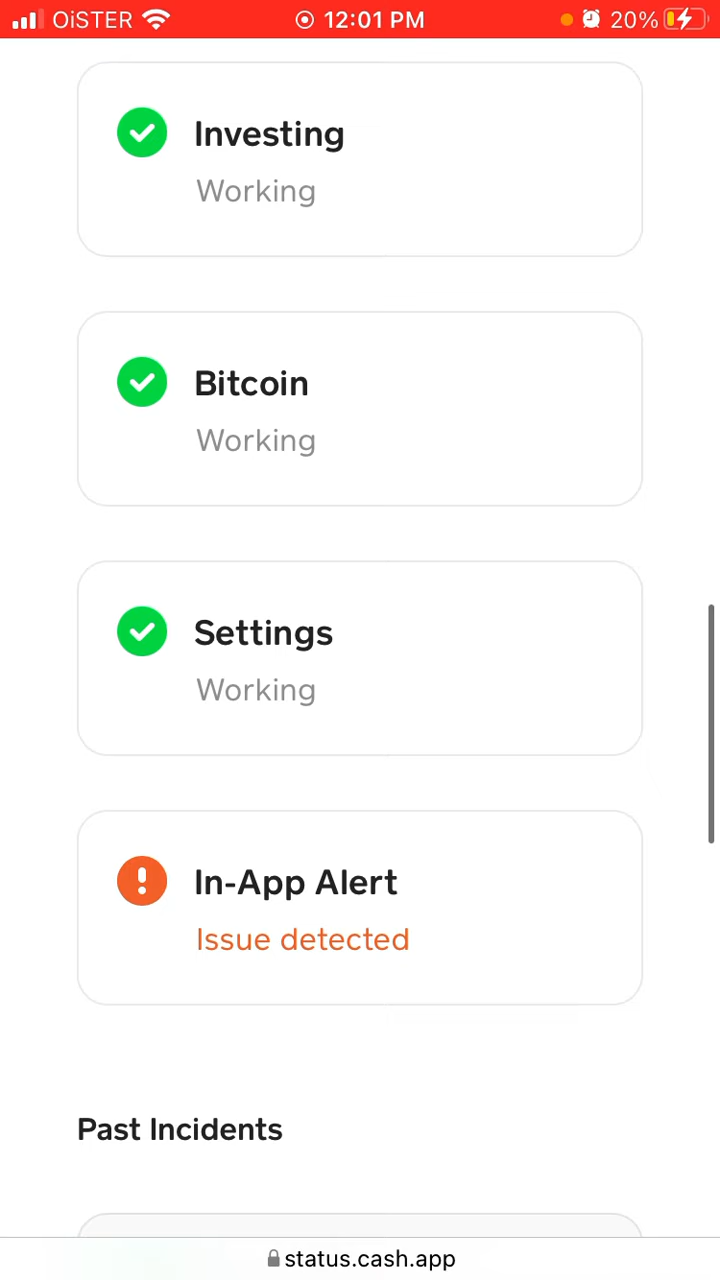 OiSTER 12:01 PM 20%
Investing
Working
Bitcoin
Working
Settings
Working
In-App Alert
Issue detected
Past Incidents
status.cash.app